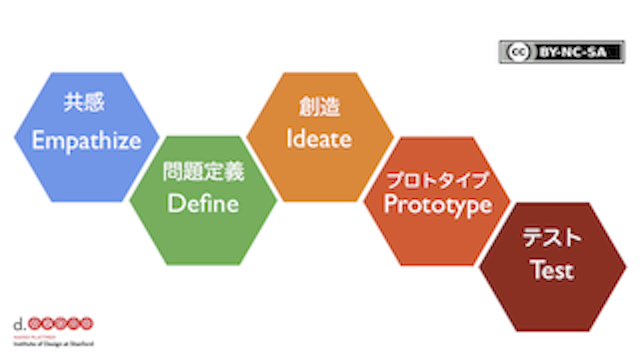 cc BY-NC-SA
共感
Empathize
問題定義
Define
創造
Ideate
プロトタイプ
Prototype
テスト
Test
d.
Institute of Design at Stanford